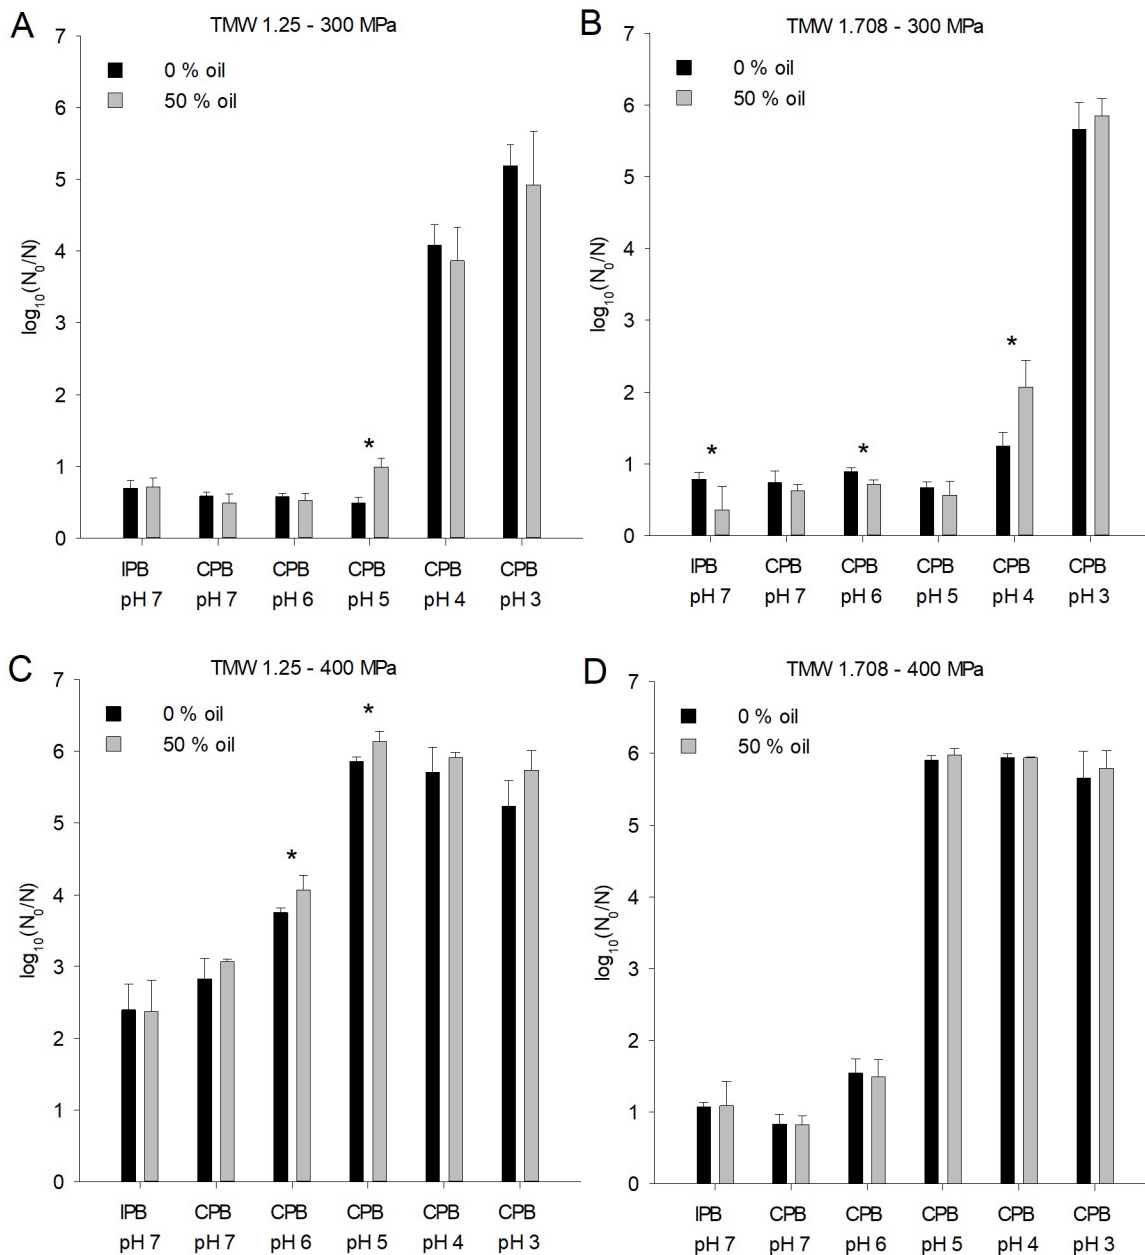 A
TMW 1.25 - 300 MPa
0 % oil
50 % oil
log10(N0/N)
7
6
5
4
3
2
1
0
*
IPB CPB CPB CPB CPB CPB
pH 7 pH 7 pH 6 pH 5 pH 4 pH 3
B
TMW 1.708 - 300 MPa
0 % oil
50 % oil
log10(N0/N)
7
6
5
4
3
2
1
0
* * *
IPB CPB CPB CPB CPB CPB
pH 7 pH 7 pH 6 pH 5 pH 4 pH 3
C
TMW 1.25 - 400 MPa
0 % oil
50 % oil
log10(N0/N)
7
6
5
4
3
2
1
0
* *
IPB CPB CPB CPB CPB CPB
pH 7 pH 7 pH 6 pH 5 pH 4 pH 3
D
TMW 1.708 - 400 MPa
0 % oil
50 % oil
log10(N0/N)
7
6
5
4
3
2
1
0
IPB CPB CPB CPB CPB CPB
pH 7 pH 7 pH 6 pH 5 pH 4 pH 3